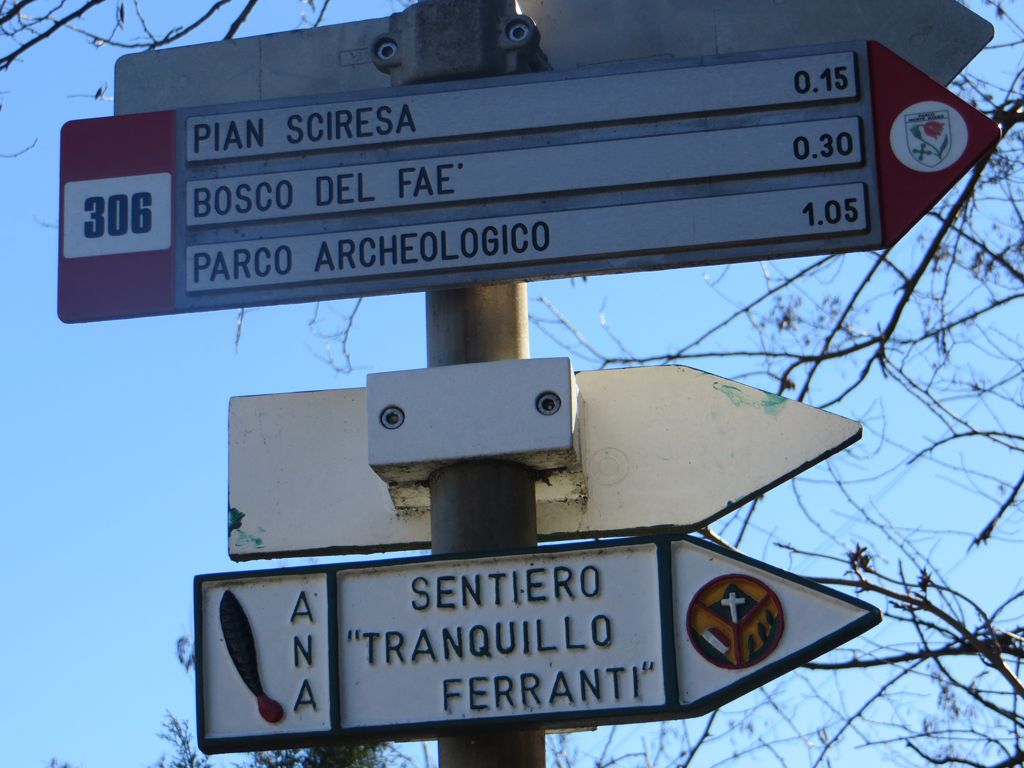 PIAN SCIRESA 0.15
306
BOSCO DEL FAE' 0.30
PARCO ARCHEOLOGICO 1.05
ANA
SENTIERO
"TRANQUILLO
FERRANTI"